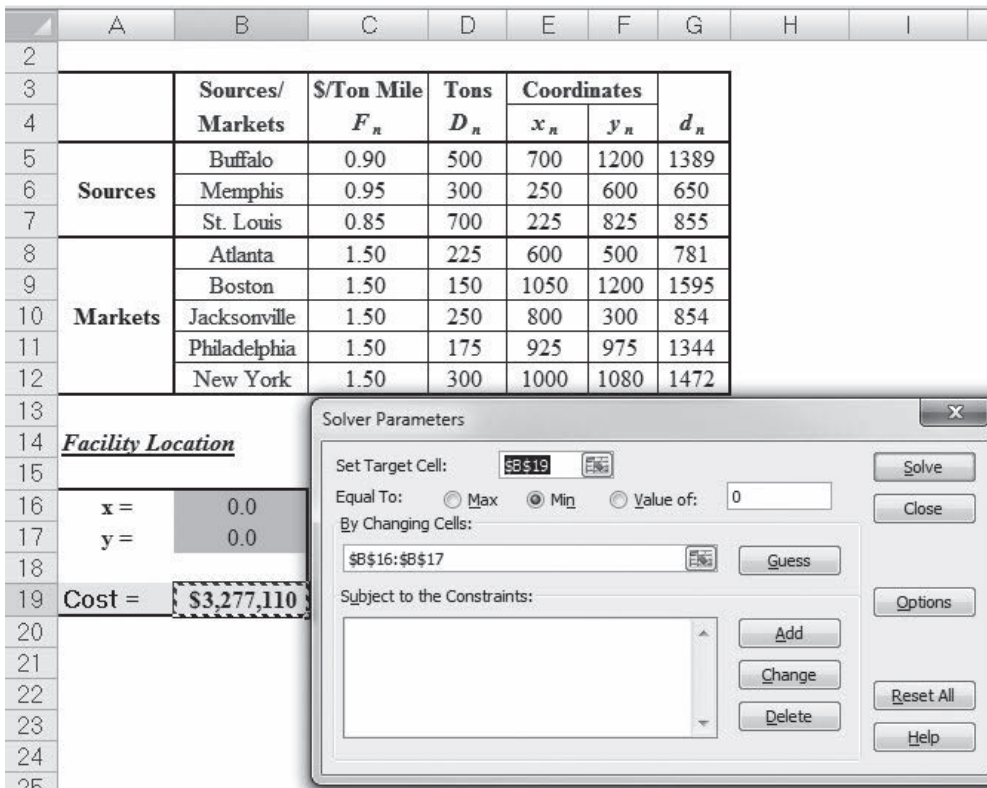 A B C D E F G H I
2
3 Sources/ $/Ton Mile Tons Coordinates
4 Markets F n D n x n y n d n
5 Buffalo 0.90 500 700 1200 1389
6 Sources Memphis 0.95 300 250 600 650
7 St. Louis 0.85 700 225 825 855
8 Atlanta 1.50 225 600 500 781
9 Boston 1.50 150 1050 1200 1595
10 Markets Jacksonville 1.50 250 800 300 854
11 Philadelphia 1.50 175 925 975 1344
12 New York 1.50 300 1000 1080 1472
13
14 Facility Location
15
16 x = 0.0
17 y = 0.0
18
19 Cost = $3,277,110
20
21
22
23
24
25
Solver Parameters
Set Target Cell: $B$19 Solve
Equal To: Max Min Value of: 0 Close
By Changing Cells:
$B$16:$B$17 Guess
Subject to the Constraints: Options
Add
Change
Delete Reset All
Help